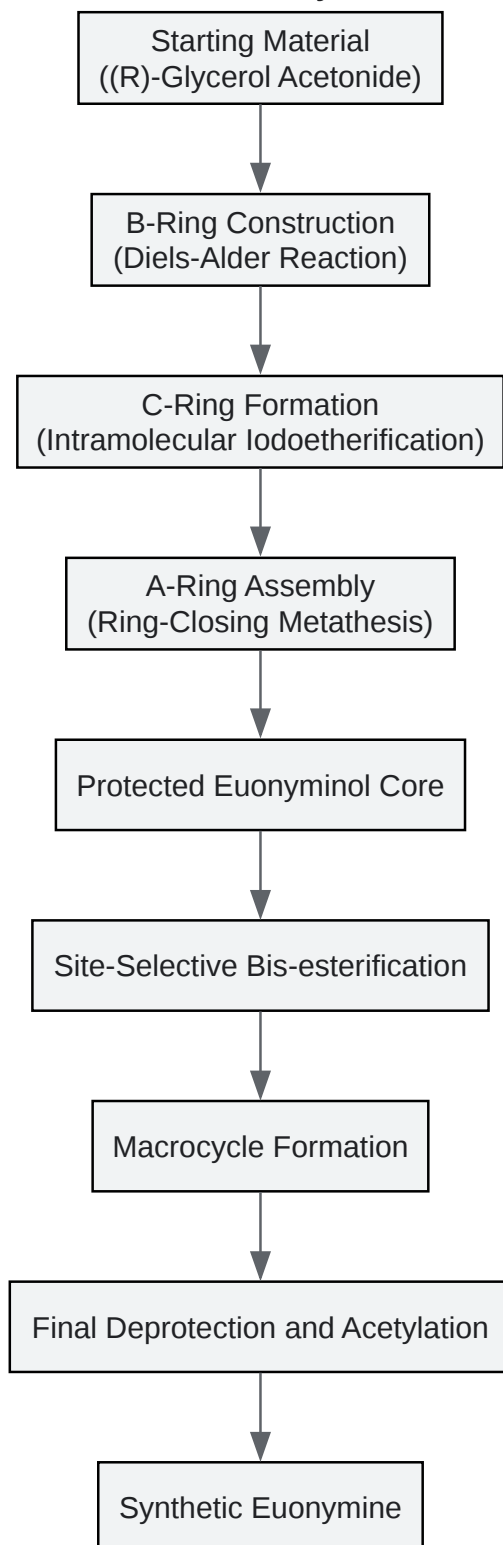 Starting Material
((R)-Glycerol Acetonide)
B-Ring Construction
(Diels-Alder Reaction)
C-Ring Formation
(Intramolecular Iodoetherification)
A-Ring Assembly
(Ring-Closing Metathesis)
Protected Euonyminol Core
Site-Selective Bis-esterification
Macrocycle Formation
Final Deprotection and Acetylation
Synthetic Euonymine